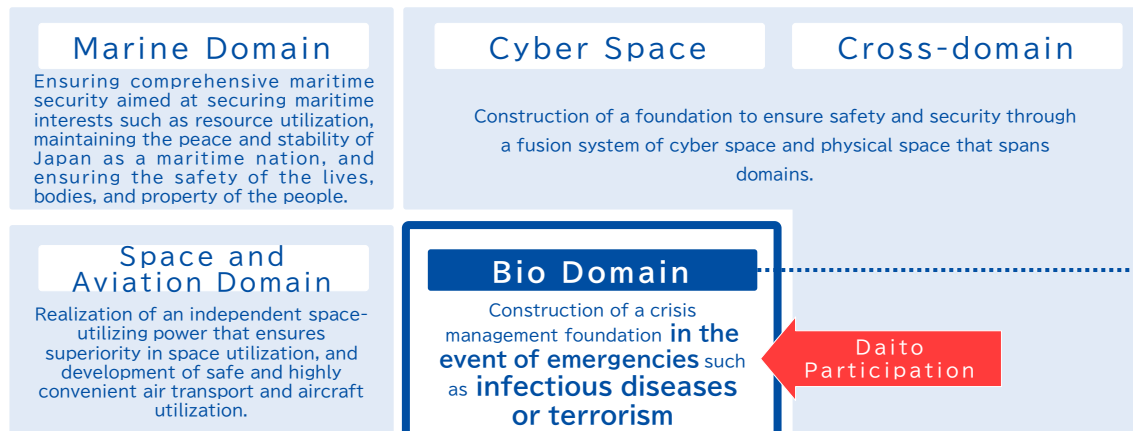 Marine Domain
Ensuring comprehensive maritime
security aimed at securing maritime
interests such as resource utilization,
maintaining the peace and stability of
Japan as a maritime nation, and
ensuring the safety of the lives,
bodies, and property of the people.
Cyber Space
Cross-domain
Construction of a foundation to ensure safety and security through
a fusion system of cyber space and physical space that spans
domains.
Space and
Aviation Domain
Realization of an independent space-
utilizing power that ensures
superiority in space utilization, and
development of safe and highly
convenient air transport and aircraft
utilization.
Bio Domain
Construction of a crisis
management foundation in the
event of emergencies such
as infectious diseases
or terrorism
Daito
Participation